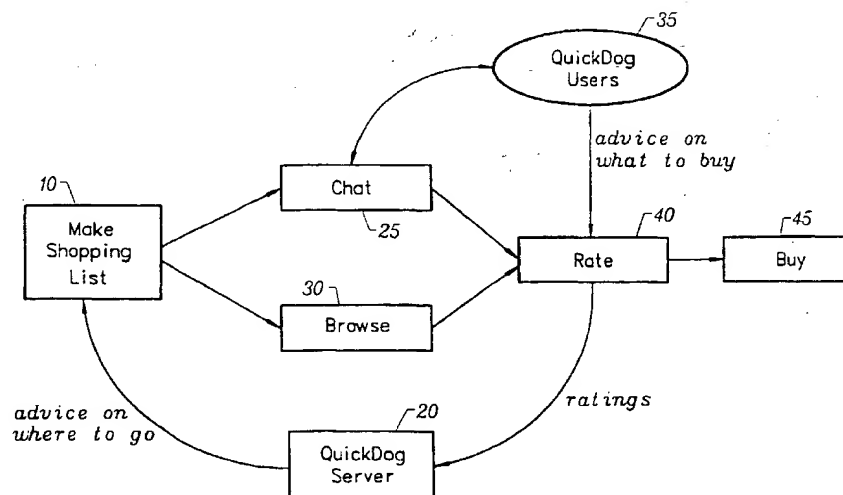 35
QuickDog
Users
advice on
what to buy
10
Make
Shopping
List
Chat
25
40
Rate
45
Buy
30
Browse
ratings
advice on
where to go
20
QuickDog
Server